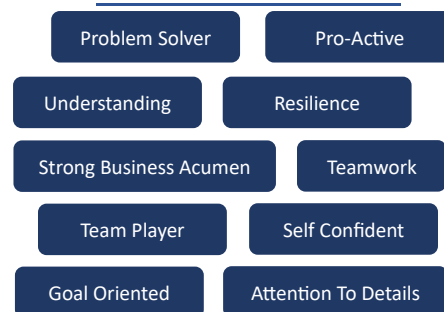 Problem Solver Pro-Active
Understanding Resilience
Strong Business Acumen Teamwork
Team Player Self Confident
Goal Oriented Attention To Details